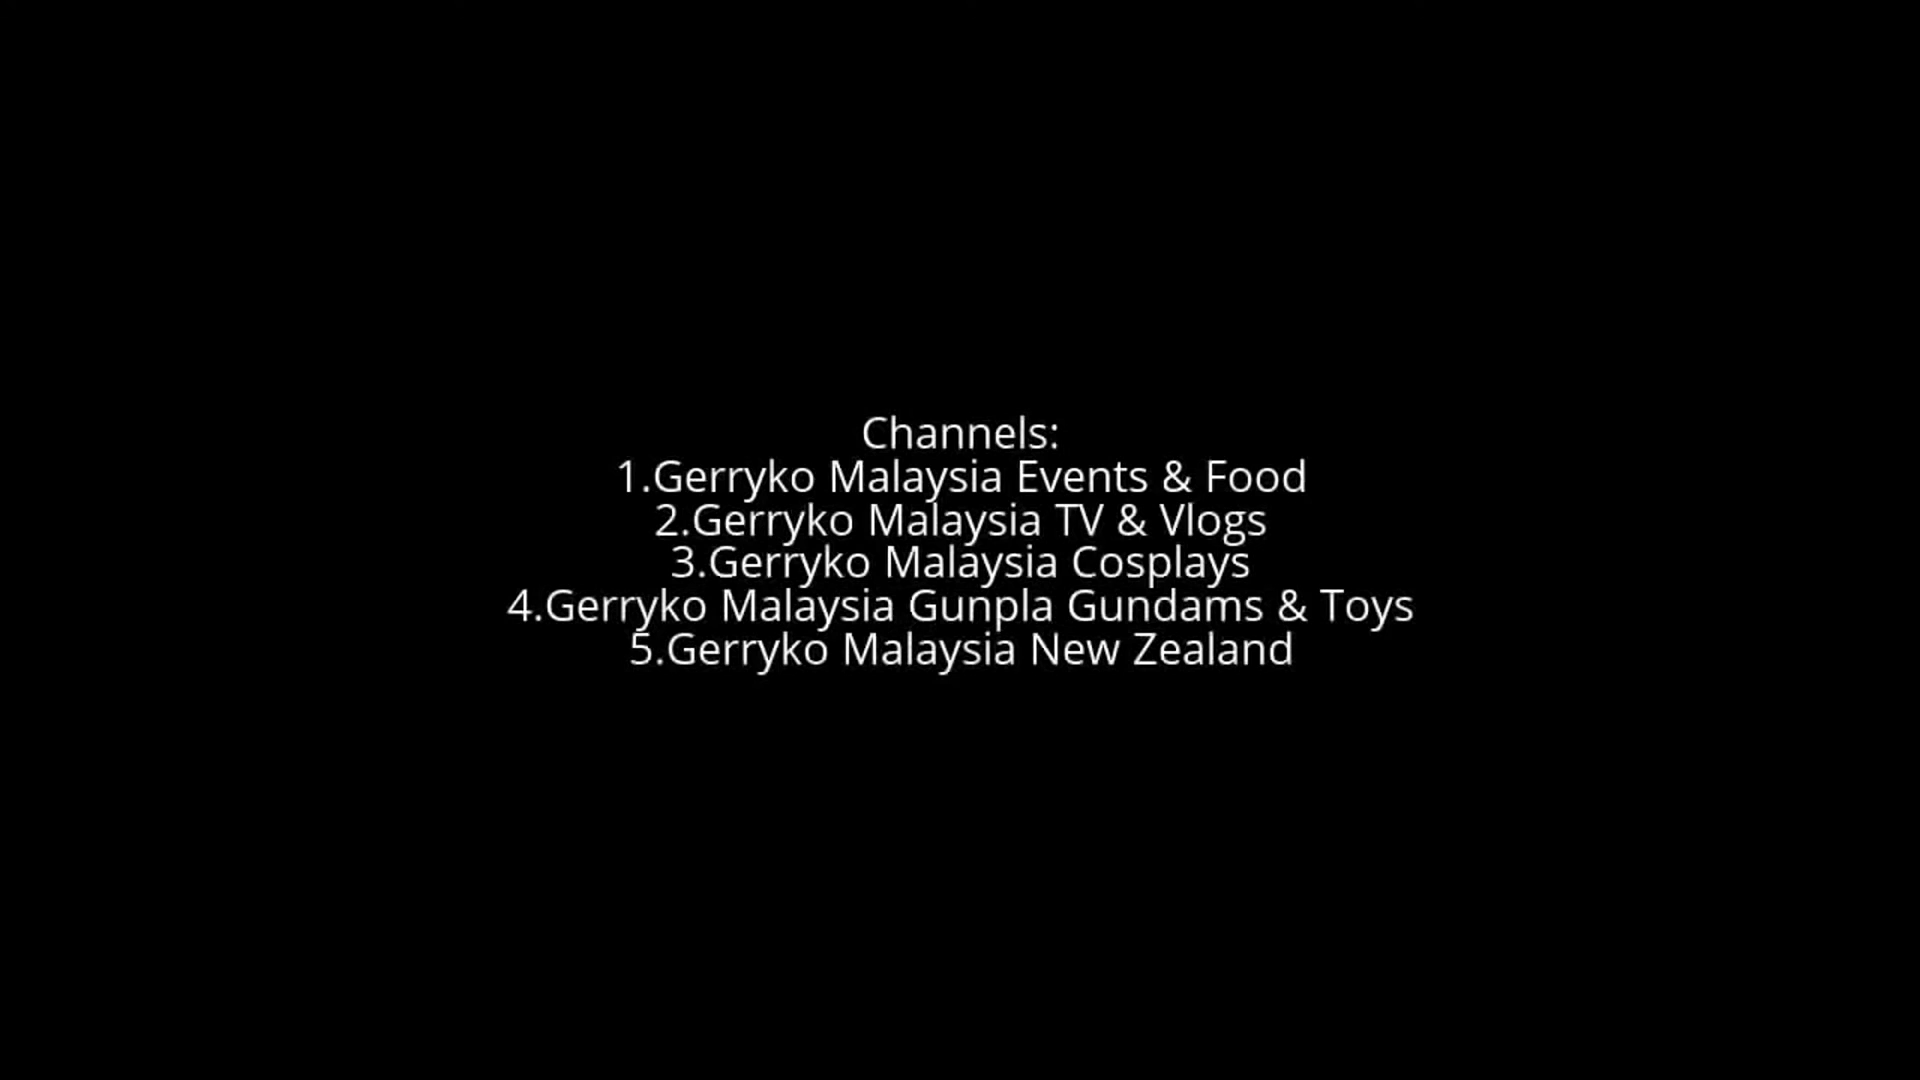 Channels:
1.Gerryko Malaysia Events & Food
2.Gerryko Malaysia TV & Vlogs
3.Gerryko Malaysia Cosplays
4.Gerryko Malaysia Gunpla Gundams & Toys
5.Gerryko Malaysia New Zealand